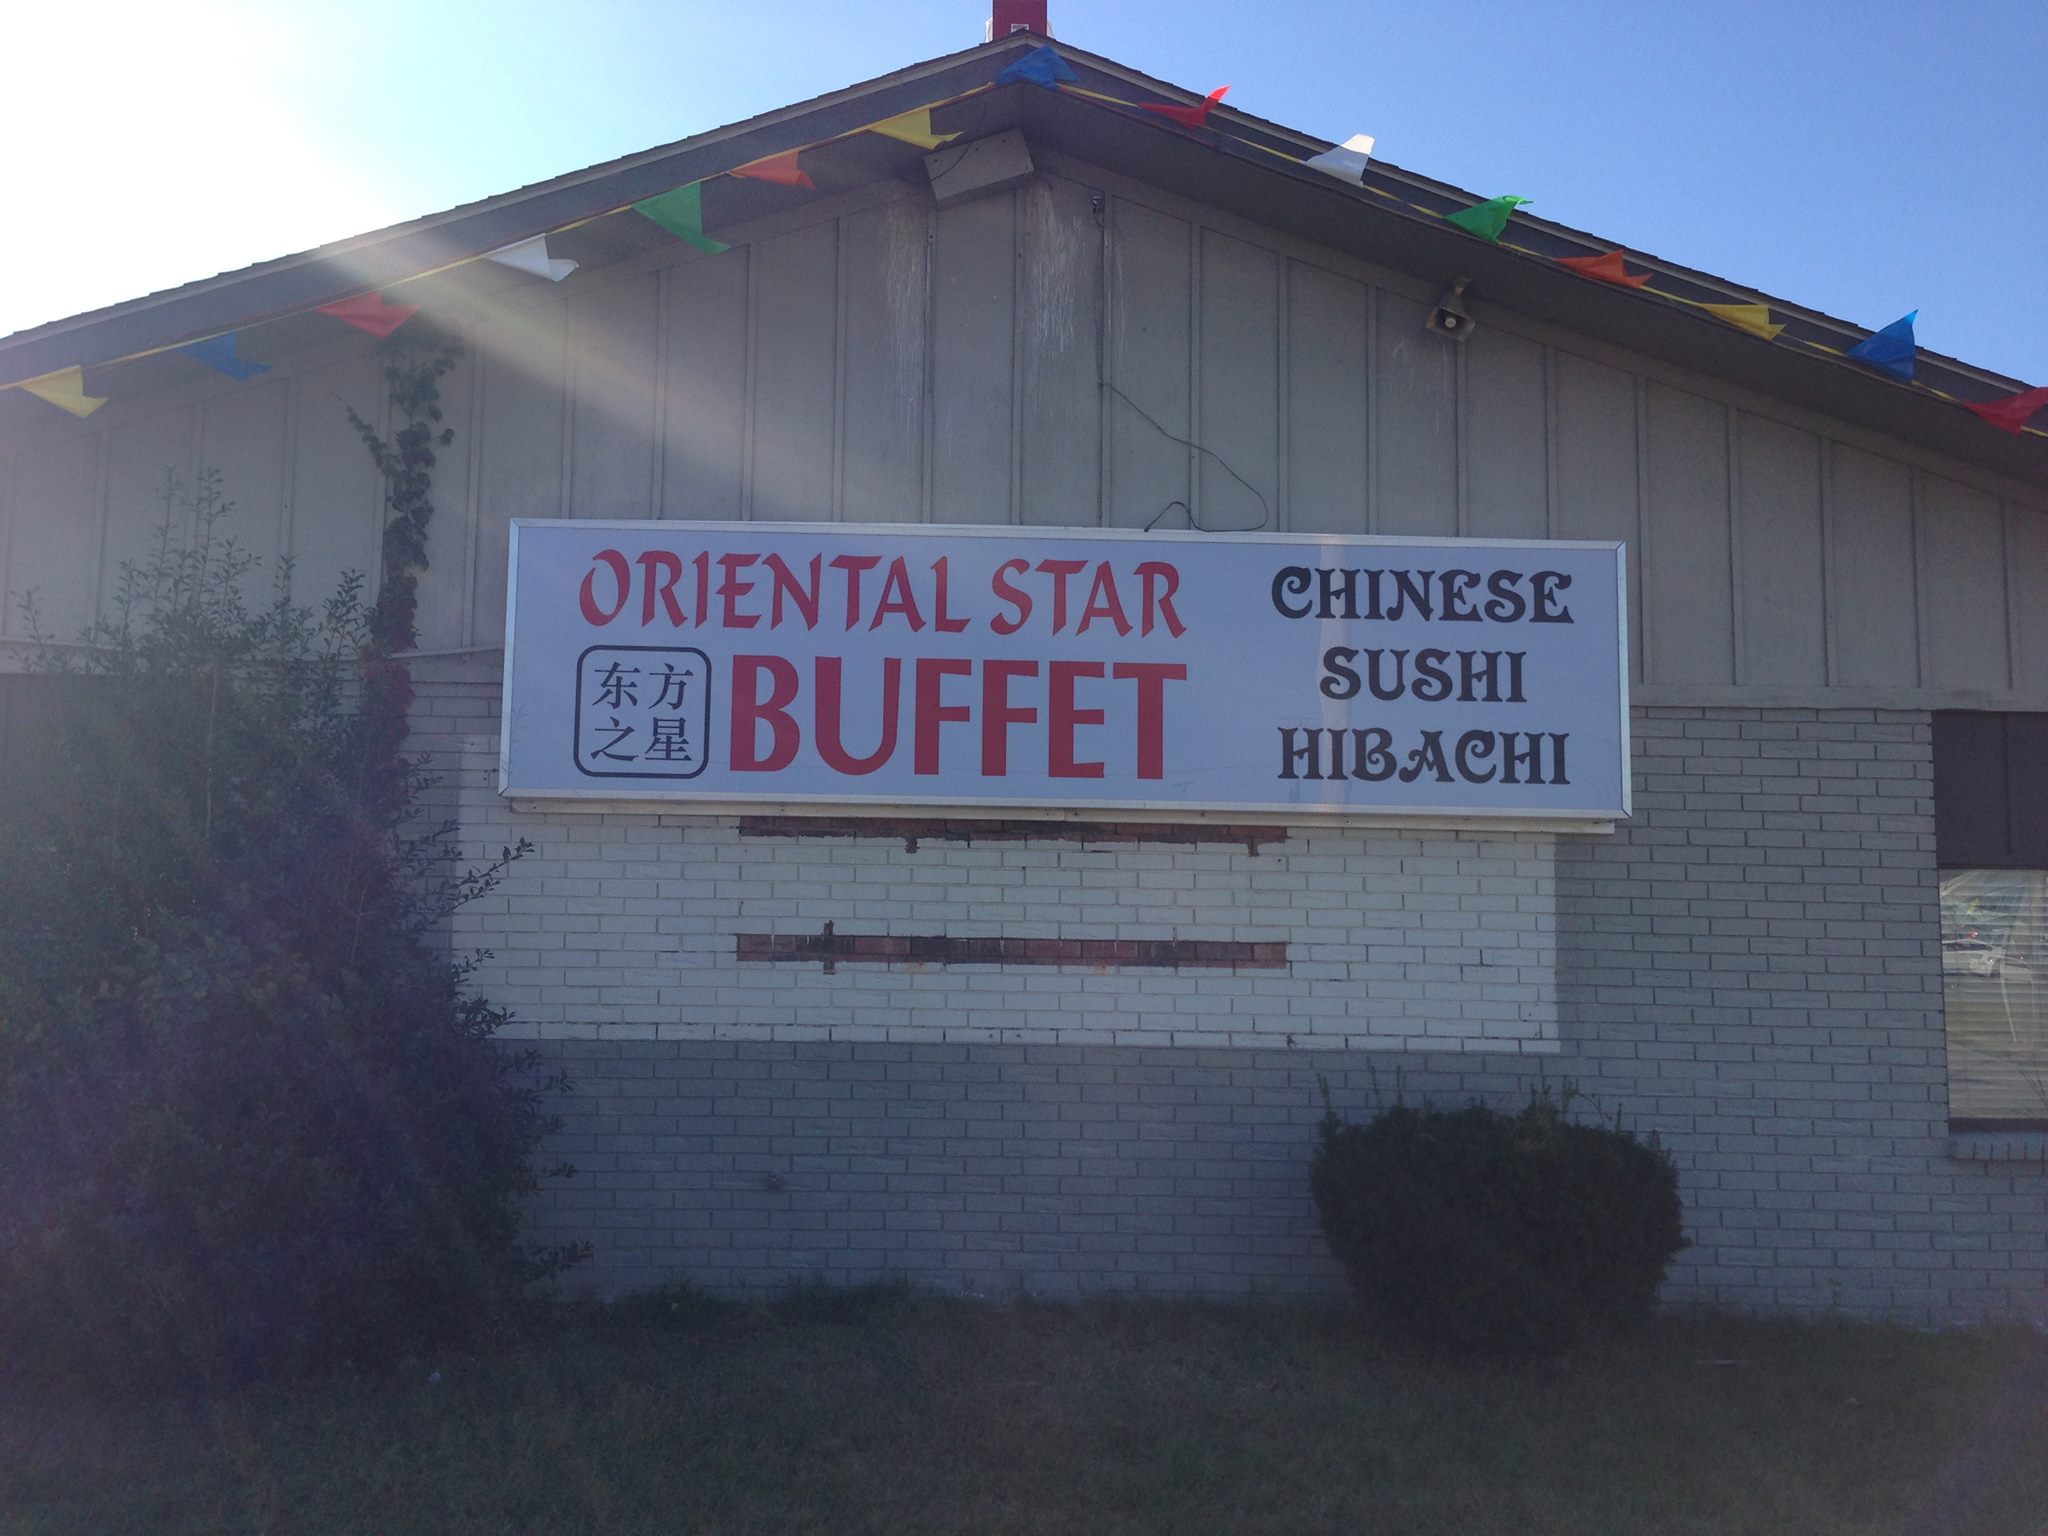 ORIENTAL STAR
东方
之星
BUFFET
CHINESE
SUSHI
HIBACHI